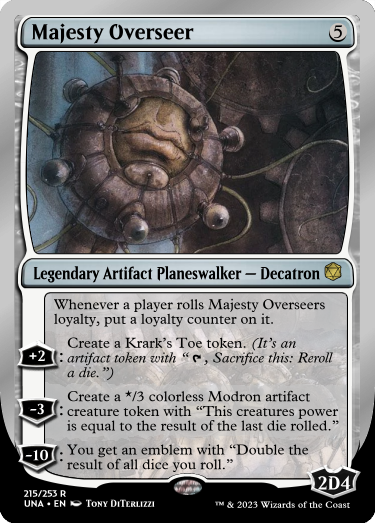 Majesty Overseer 5
Legendary Artifact Planeswalker — Decatron
Whenever a player rolls Majesty Overseers
loyalty, put a loyalty counter on it.
+2 : Create a Krark's Toe token. (It's an
artifact token with “ , Sacrifice this: Reroll
a die.”)
-3 : Create a */3 colorless Modron artifact
creature token with “This creatures power
is equal to the result of the last die rolled.”
-10 : You get an emblem with “Double the
result of all dice you roll.”
2D4
215/253 R
UNA • EN Tony DiTerlizzi
™ & 2023 Wizards of the Coast